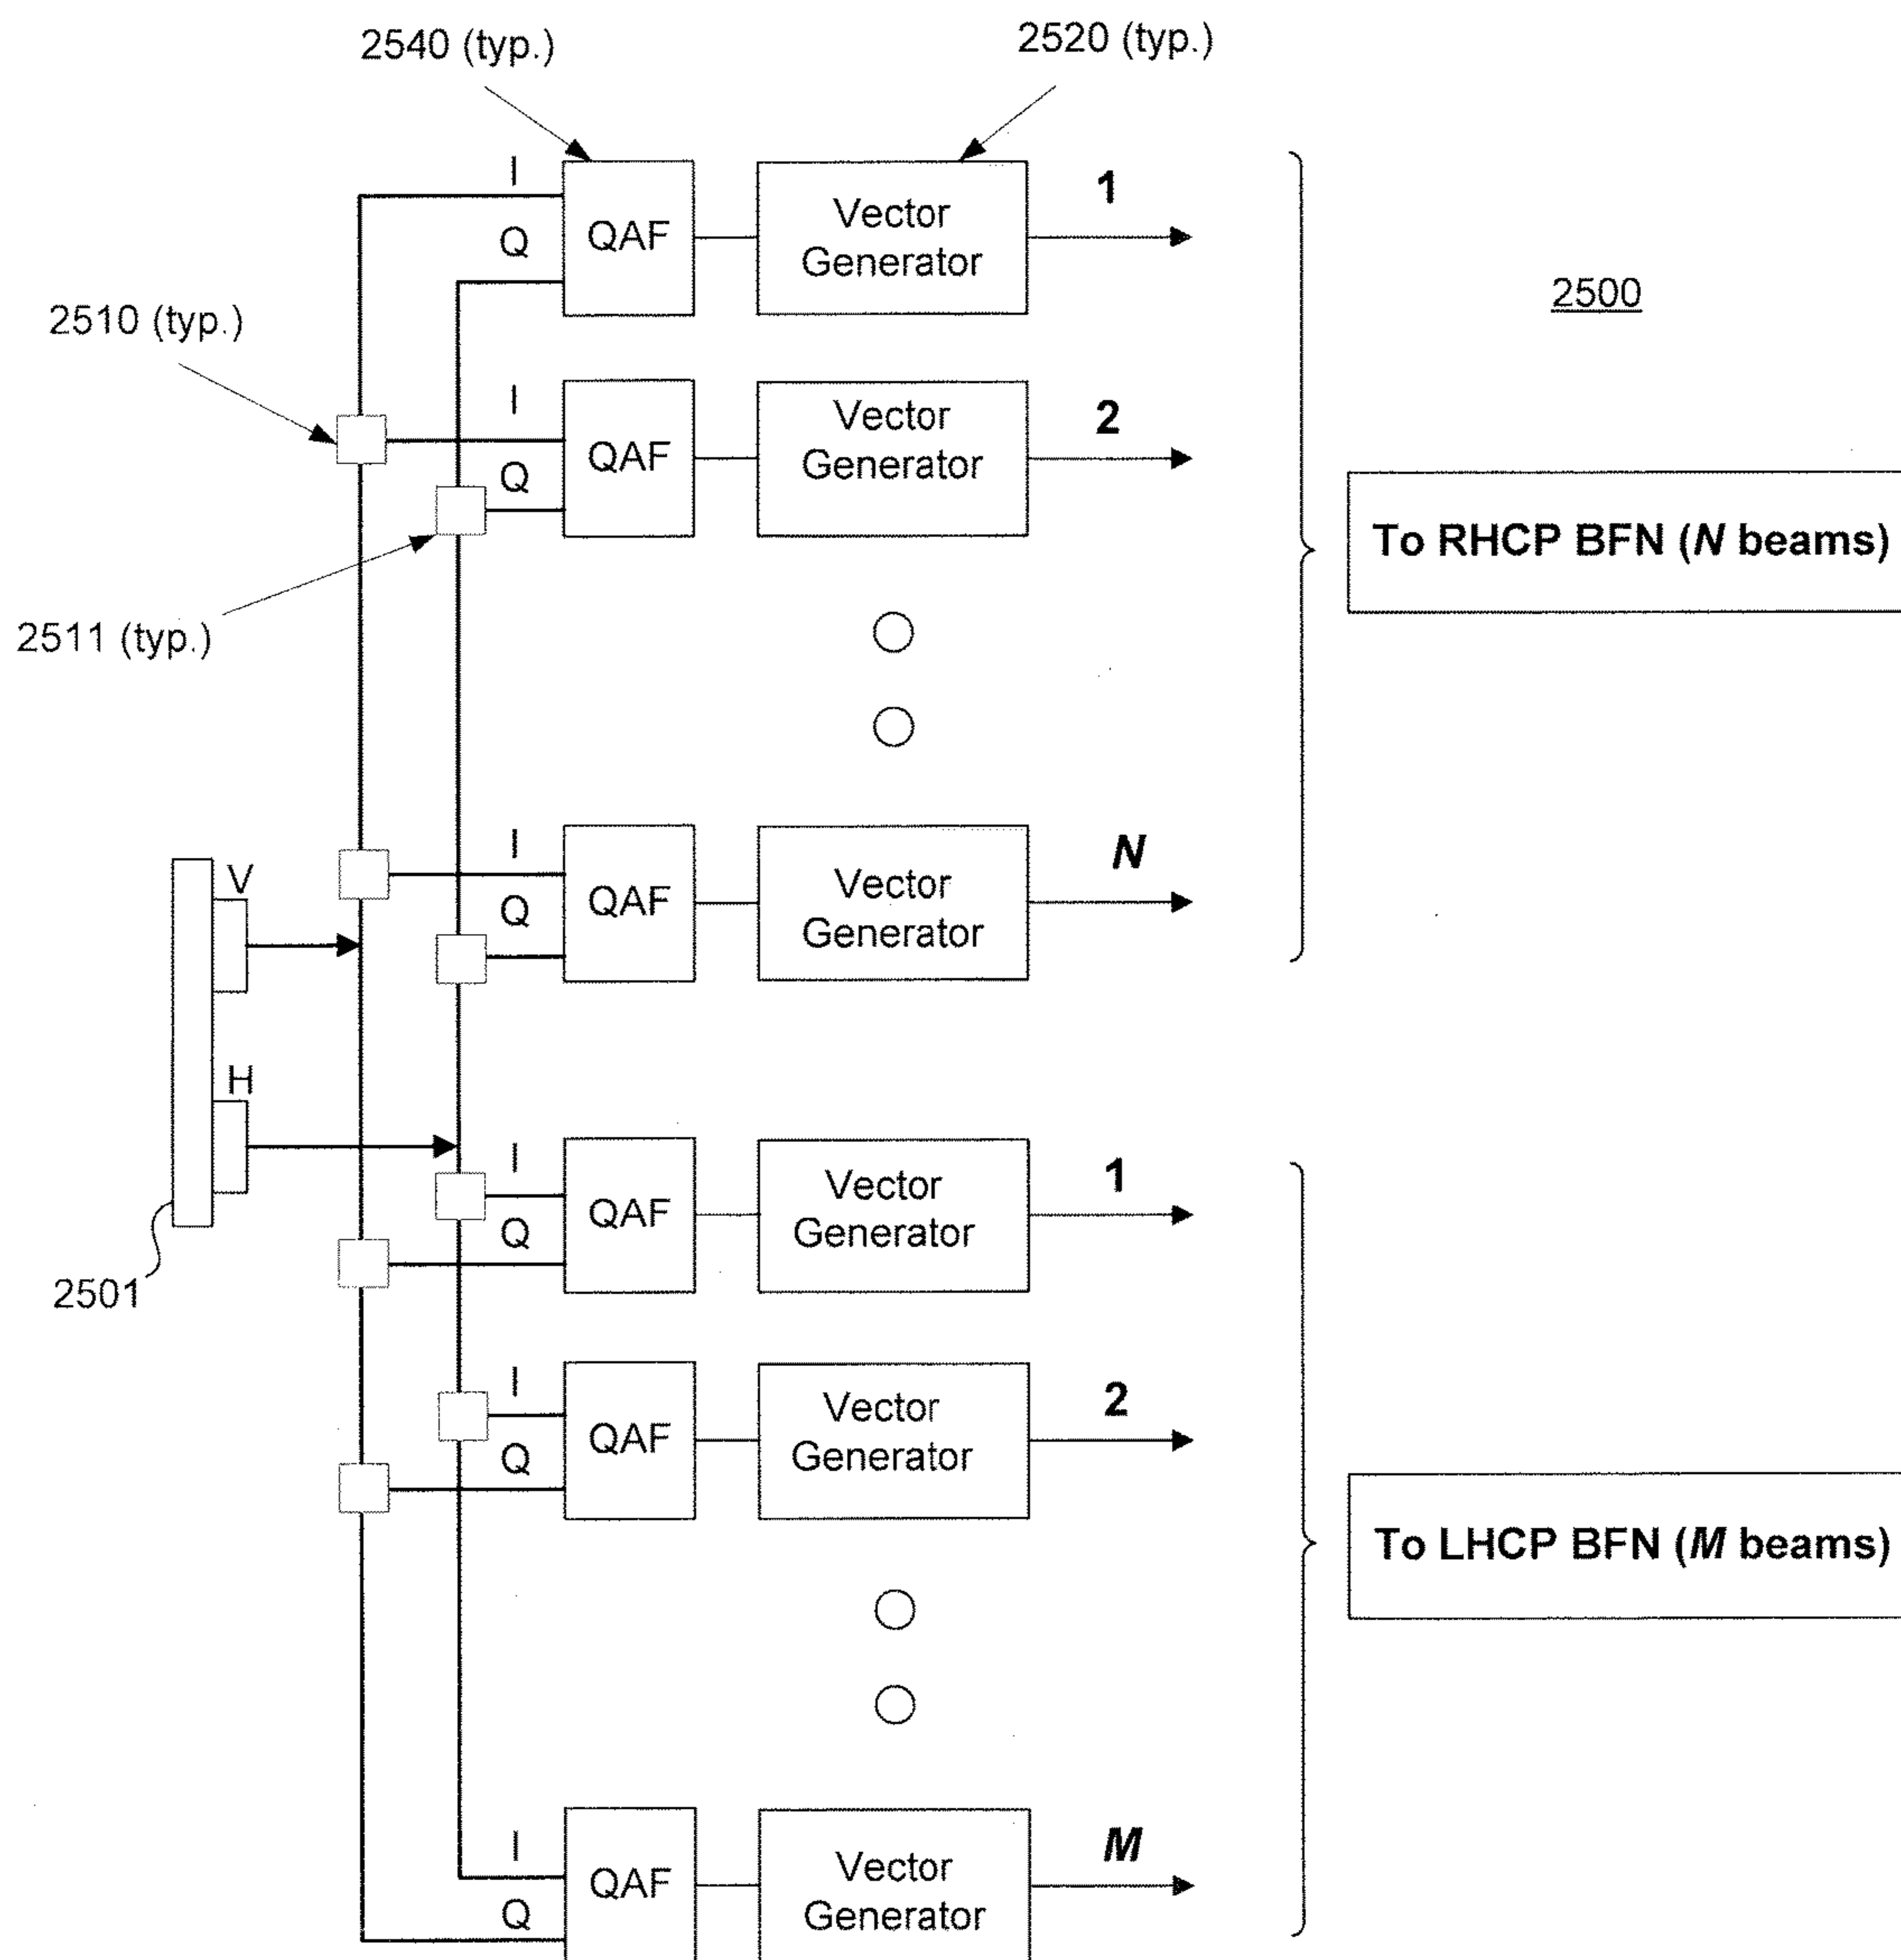 2540 (typ.)
2520 (typ.)
I
Q
QAF
Vector
Generator
1
2500
2510 (typ.)
I
Q
QAF
Vector
Generator
2
To RHCP BFN (N beams)
2511 (typ.)
I
Q
QAF
Vector
Generator
N
V
H
I
Q
QAF
Vector
Generator
1
2501
I
Q
QAF
Vector
Generator
2
To LHCP BFN (M beams)
I
Q
QAF
Vector
Generator
M